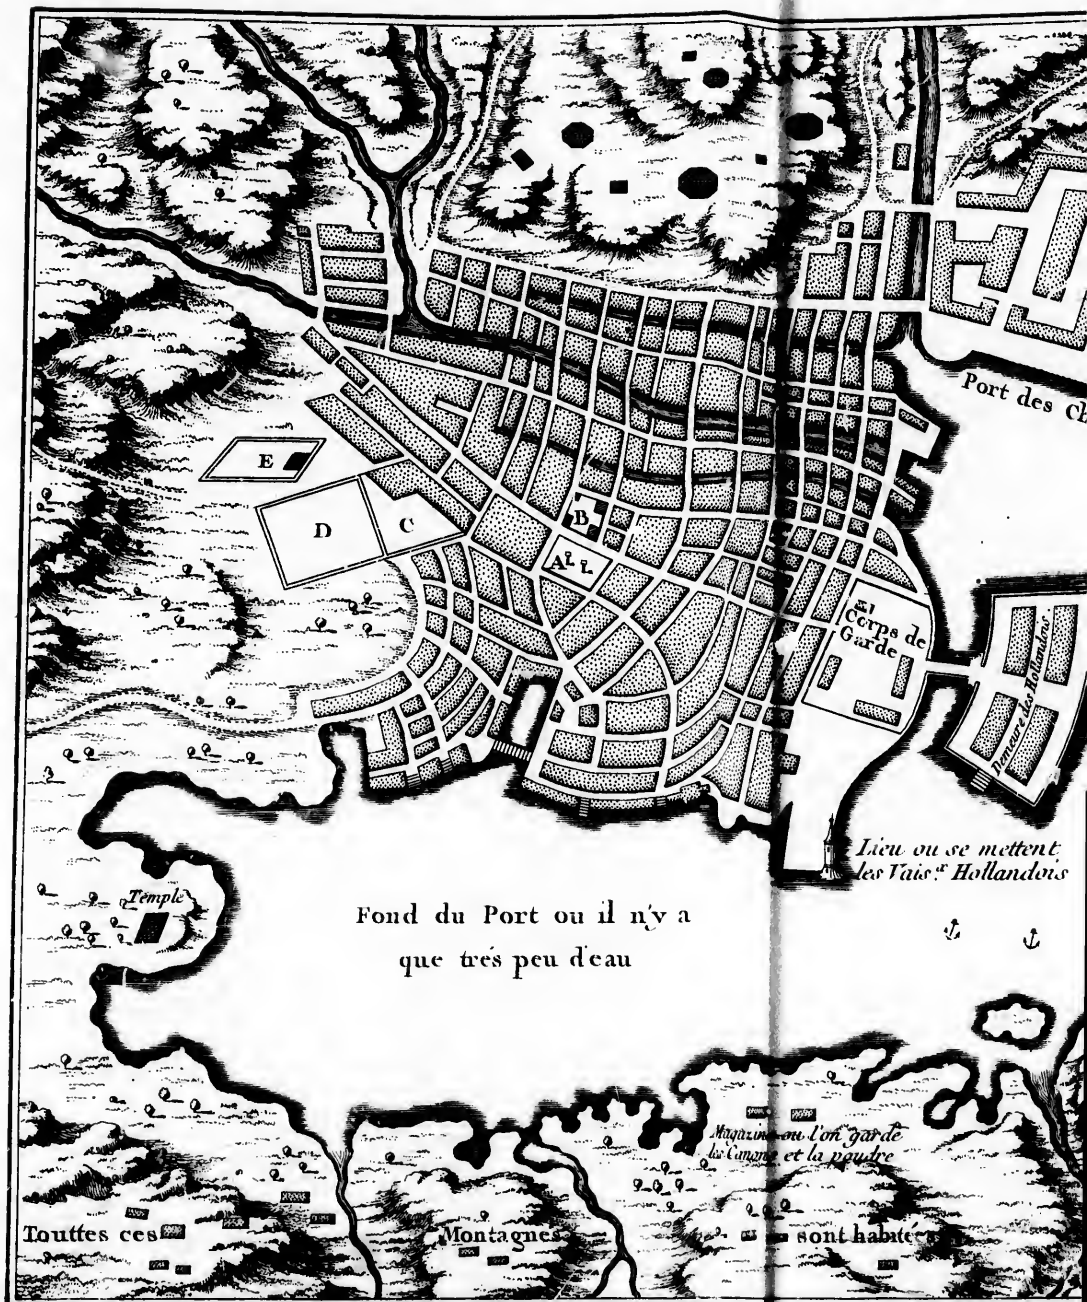 Port des Ch
E
D
C
B
A L L
Corps de
Garde
Demeure des Hollandois
Lieu ou se mettent
les Vais.x Hollandois
Temple
Fond du Port ou il n'y a
que trés peu d'eau
Magazins ou l'on garde
les Canons et la poudre
Touttes ces Montagnes sont habitées